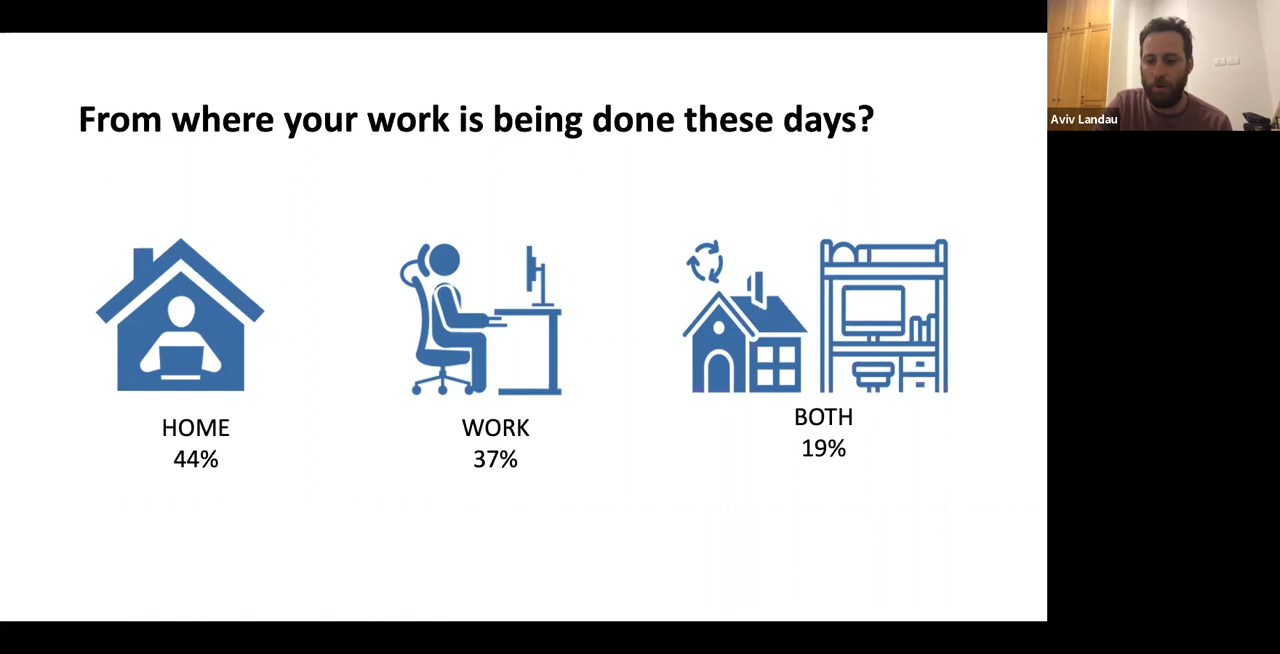 From where your work is being done these days?
HOME
44%
WORK
37%
BOTH
19%
Aviv Landau